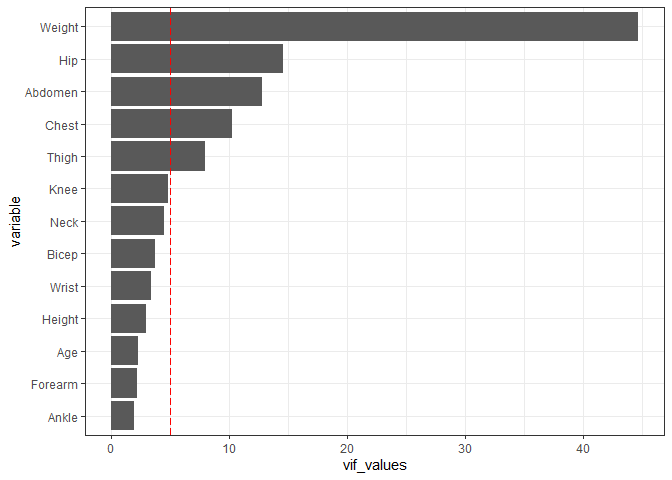 Weight
Hip
Abdomen
Chest
Thigh
Knee
Neck
Bicep
Wrist
Height
Age
Forearm
Ankle
variable
0 10 20 30 40
vif_values